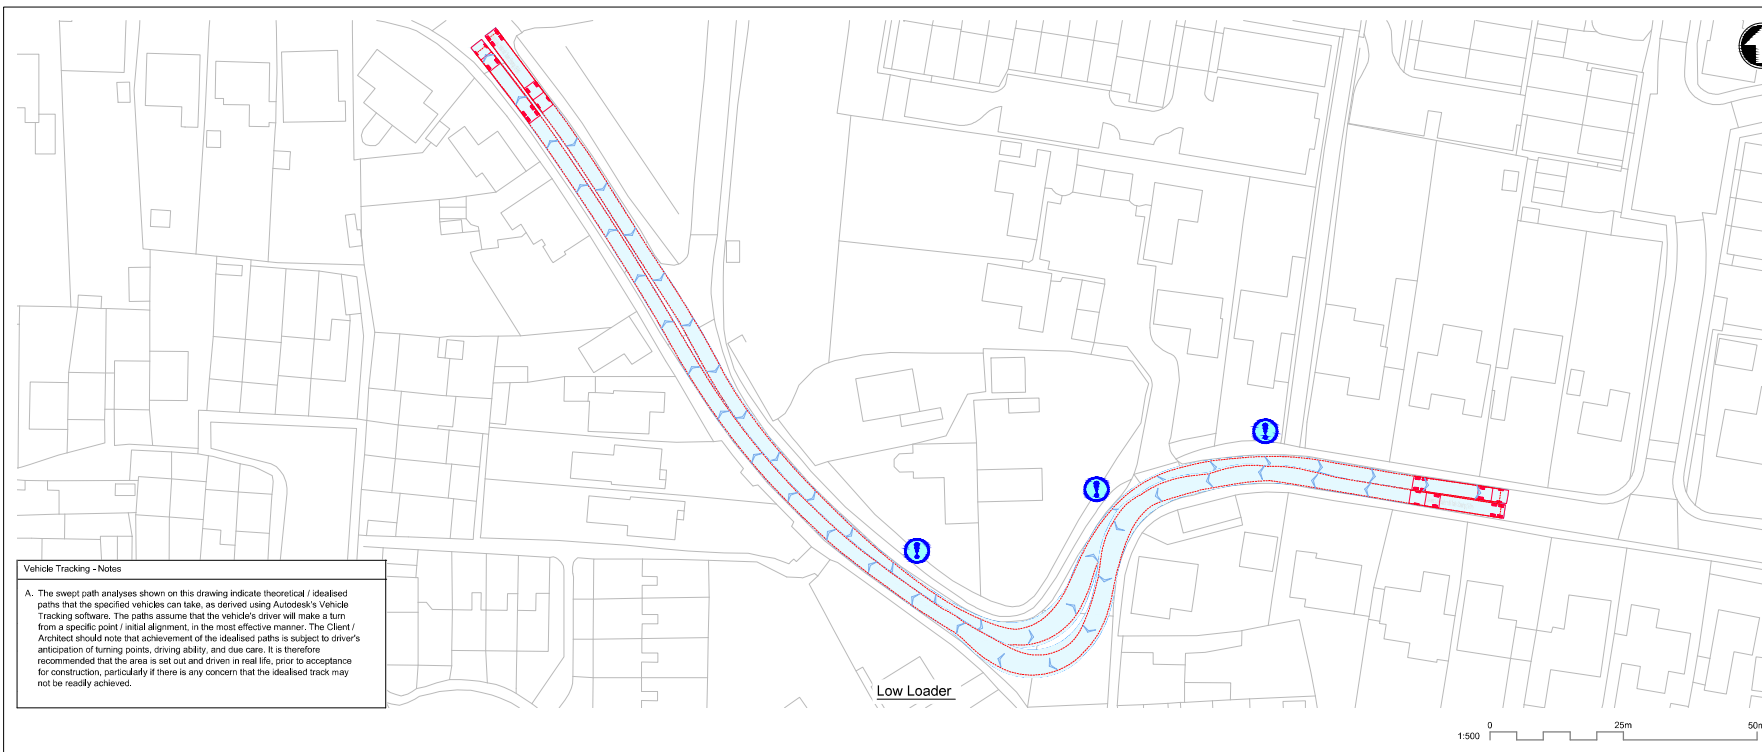 Vehicle Tracking - Notes
A. The swept path analyses shown on this drawing indicate theoretical / idealised
paths that the specified vehicles can take, as derived using Autodesk's Vehicle
Tracking software. The paths assume that the vehicle's driver will make a turn
from a specific point / initial alignment, in the most effective manner. The Client /
Architect should note that achievement of the idealised paths is subject to driver's
anticipation of turning points, driving ability, and due care. It is therefore
recommended that the area is set out and driven in real life, prior to acceptance
for construction, particularly if there is any concern that the idealised track may
not be readily achieved.
!
!
!
Low Loader
1:500
0
25m
50m